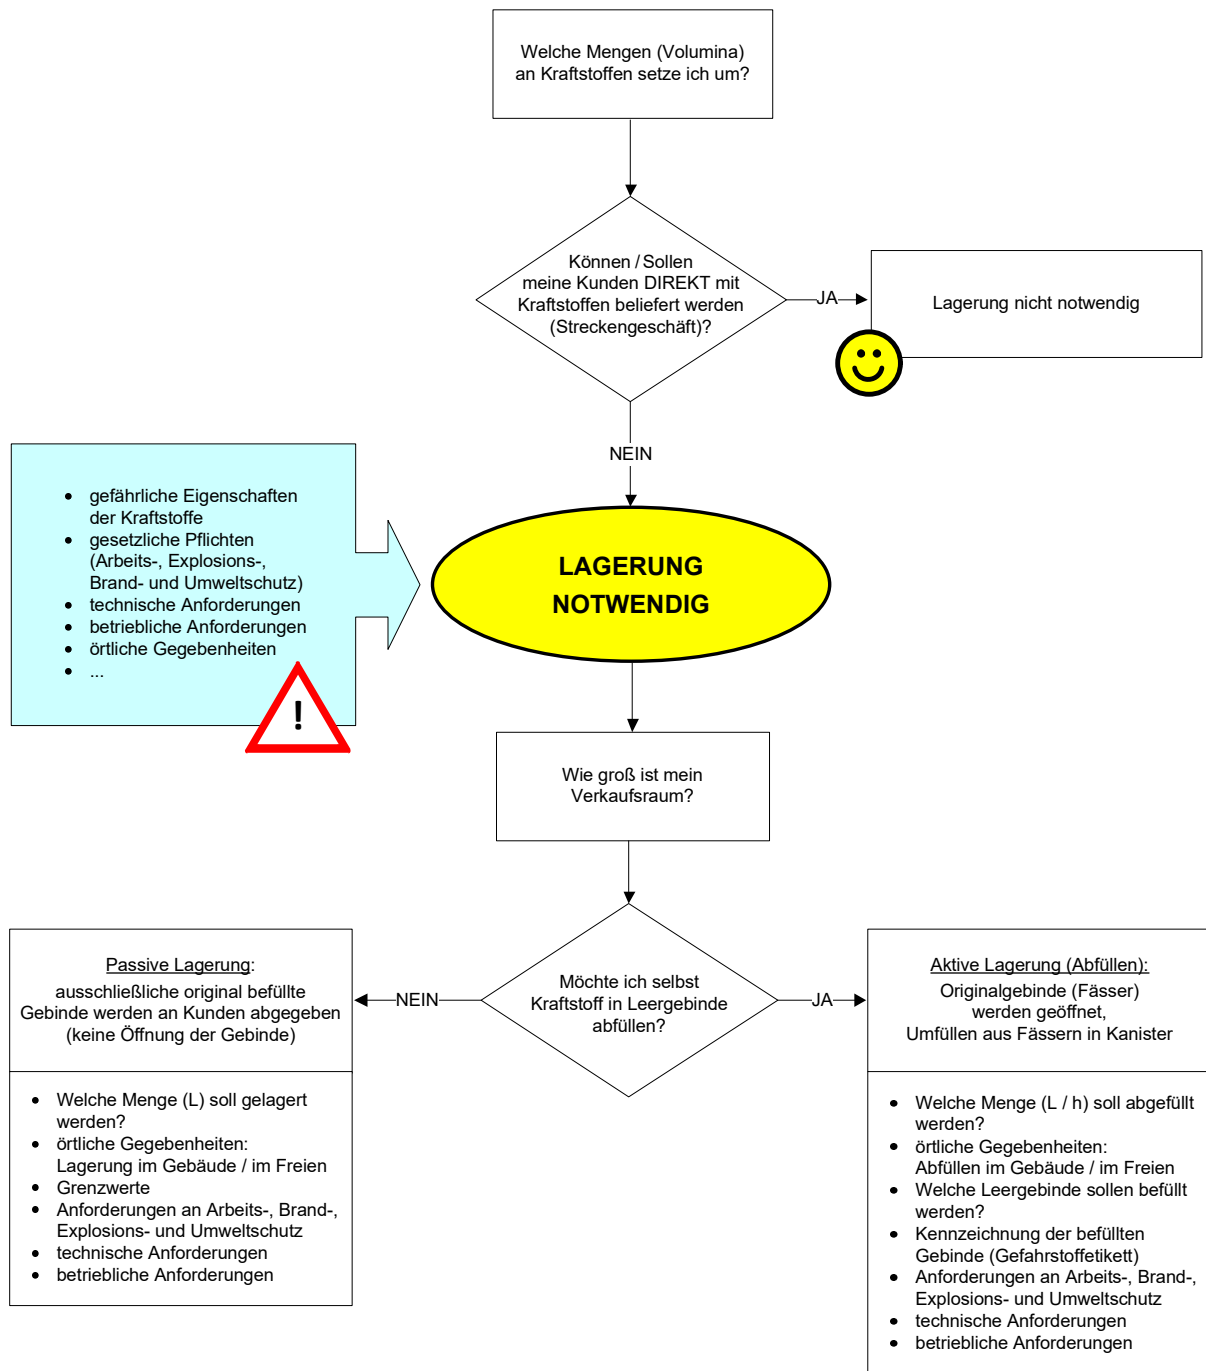 Welche Mengen (Volumina)
an Kraftstoffen setze ich um?
Können / Sollen
meine Kunden DIREKT mit
Kraftstoffen beliefert werden
(Streckengeschäft)?
JA
Lagerung nicht notwendig
NEIN
• gefährliche Eigenschaften
der Kraftstoffe
• gesetzliche Pflichten
(Arbeits-, Explosions-,
Brand- und Umweltschutz)
• technische Anforderungen
• betriebliche Anforderungen
• örtliche Gegebenheiten
• ...
!
LAGERUNG
NOTWENDIG
Wie groß ist mein
Verkaufsraum?
Möchte ich selbst
Kraftstoff in Leergebinde
abfüllen?
NEIN
JA
Passive Lagerung:
ausschließliche original befüllte
Gebinde werden an Kunden abgegeben
(keine Öffnung der Gebinde)
• Welche Menge (L) soll gelagert
werden?
• örtliche Gegebenheiten:
Lagerung im Gebäude / im Freien
• Grenzwerte
• Anforderungen an Arbeits-, Brand-,
Explosions- und Umweltschutz
• technische Anforderungen
• betriebliche Anforderungen
Aktive Lagerung (Abfüllen):
Originalgebinde (Fässer)
werden geöffnet,
Umfüllen aus Fässern in Kanister
• Welche Menge (L / h) soll abgefüllt
werden?
• örtliche Gegebenheiten:
Abfüllen im Gebäude / im Freien
• Welche Leergebinde sollen befüllt
werden?
• Kennzeichnung der befüllten
Gebinde (Gefahrstoffetikett)
• Anforderungen an Arbeits-, Brand-,
Explosions- und Umweltschutz
• technische Anforderungen
• betriebliche Anforderungen